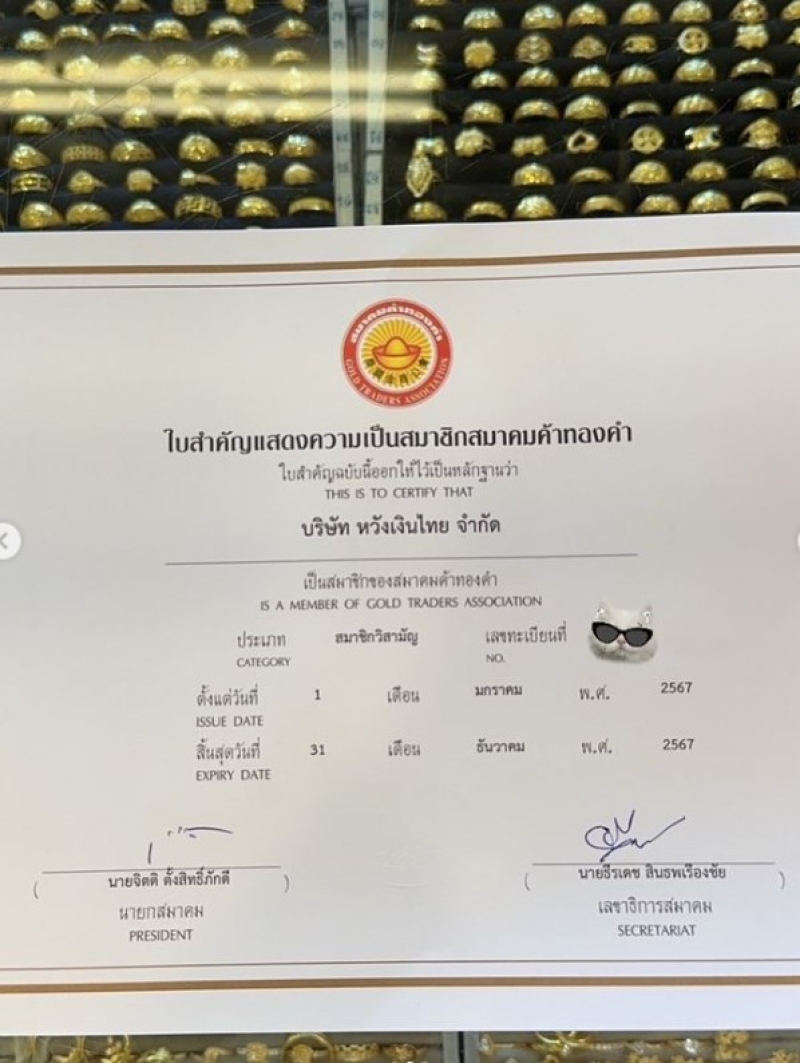 สมาคมค้าทองคำ
GOLD TRADERS ASSOCIATION
ใบสำคัญแสดงความเป็นสมาชิกสมาคมค้าทองคำ
ใบสำคัญฉบับนี้ออกให้ไว้เป็นหลักฐานว่า
THIS IS TO CERTIFY THAT
บริษัท หวังเงินไทย จำกัด
เป็นสมาชิกของสมาคมค้าทองคำ
IS A MEMBER OF GOLD TRADERS ASSOCIATION
ประเภท สมาชิกวิสามัญ เลขทะเบียนที่
CATEGORY NO.
ตั้งแต่วันที่ 1 เดือน มกราคม พ.ศ. 2567
ISSUE DATE
สิ้นสุดวันที่ 31 เดือน ธันวาคม พ.ศ. 2567
EXPIRY DATE
( นายจิตติ ตั้งสิทธิ์ภักดี ) ( นายธีรเดช สินธพเรืองชัย )
นายกสมาคม เลขาธิการสมาคม
PRESIDENT SECRETARIAT